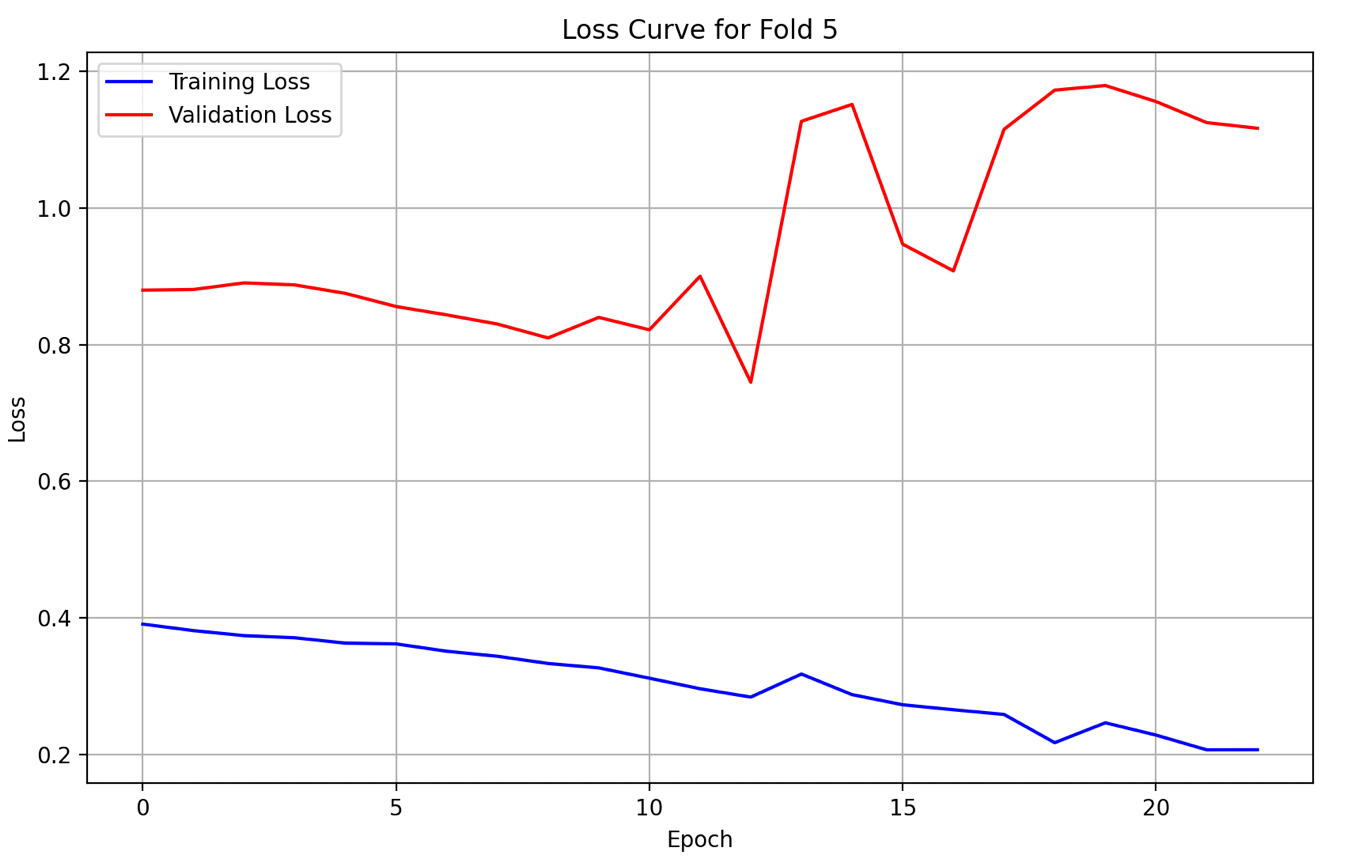 Loss Curve for Fold 5
Training Loss
Validation Loss
1.2
1.0
0.8
0.6
0.4
0.2
Loss
0 5 10 15 20
Epoch